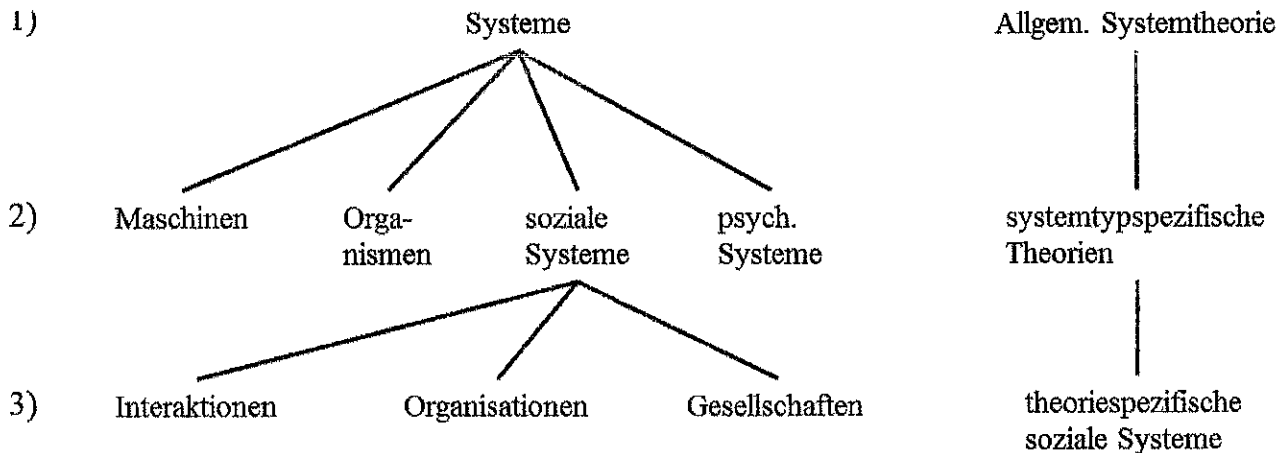 1) Systeme Allgem. Systemtheorie
2) Maschinen Orga- soziale psych. systemtypspezifische
nismen Systeme Systeme Theorien
3) Interaktionen Organisationen Gesellschaften theoriespezifische
soziale Systeme